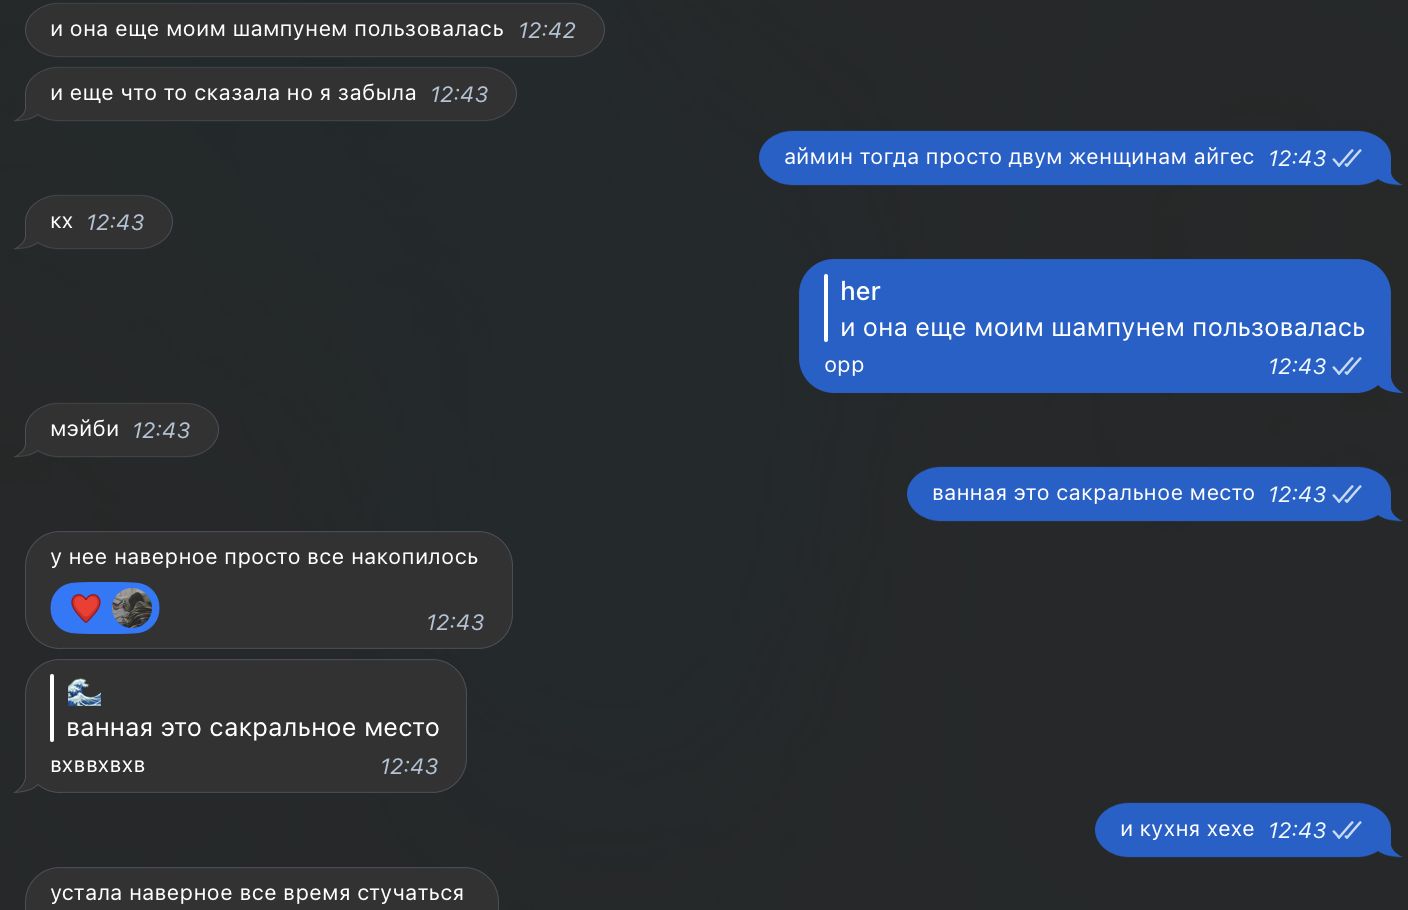 и она еще моим шампунем пользовалась 12:42
и еще что то сказала но я забыла 12:43
аймин тогда просто двум женщинам айгес 12:43
кх 12:43
her
и она еще моим шампунем пользовалась
орр 12:43
мэйби 12:43
ванная это сакральное место 12:43
у нее наверное просто все накопилось
12:43
ванная это сакральное место
вхввхвхв 12:43
и кухня хехе 12:43
устала наверное все время стучаться